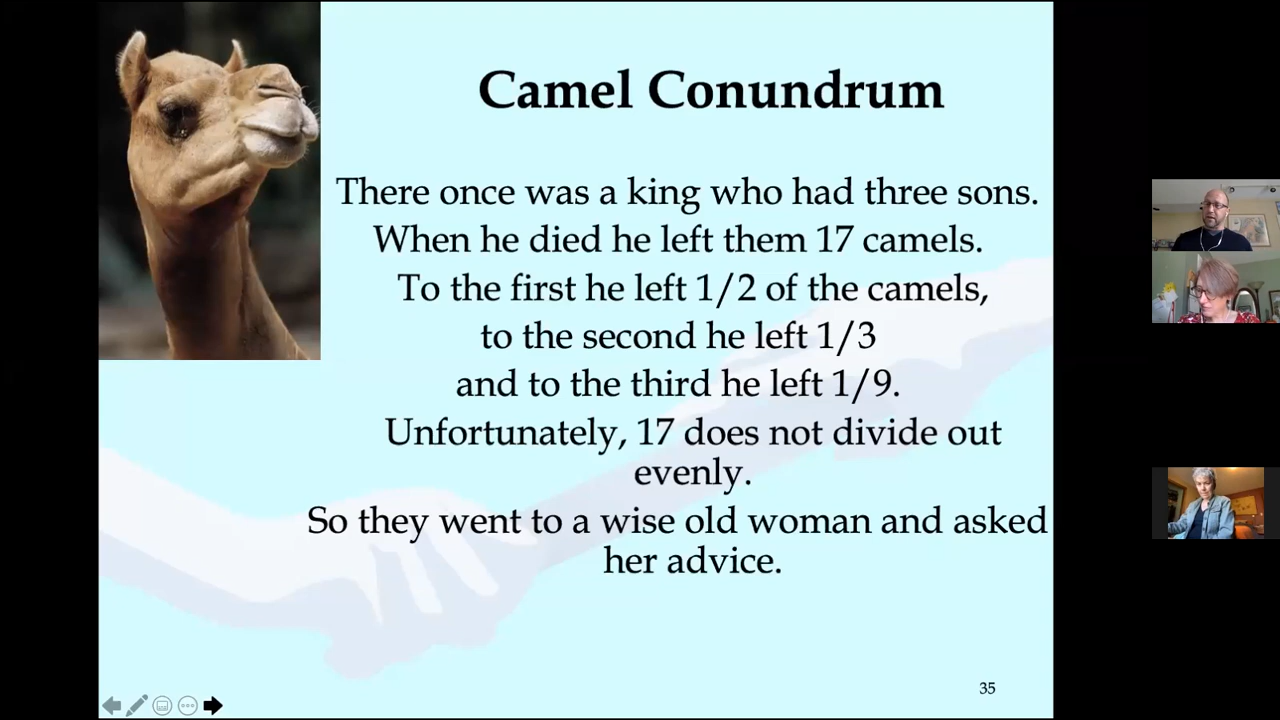 Camel Conundrum
There once was a king who had three sons.
When he died he left them 17 camels.
To the first he left 1/2 of the camels,
to the second he left 1/3
and to the third he left 1/9.
Unfortunately, 17 does not divide out
evenly.
So they went to a wise old woman and asked
her advice.
35